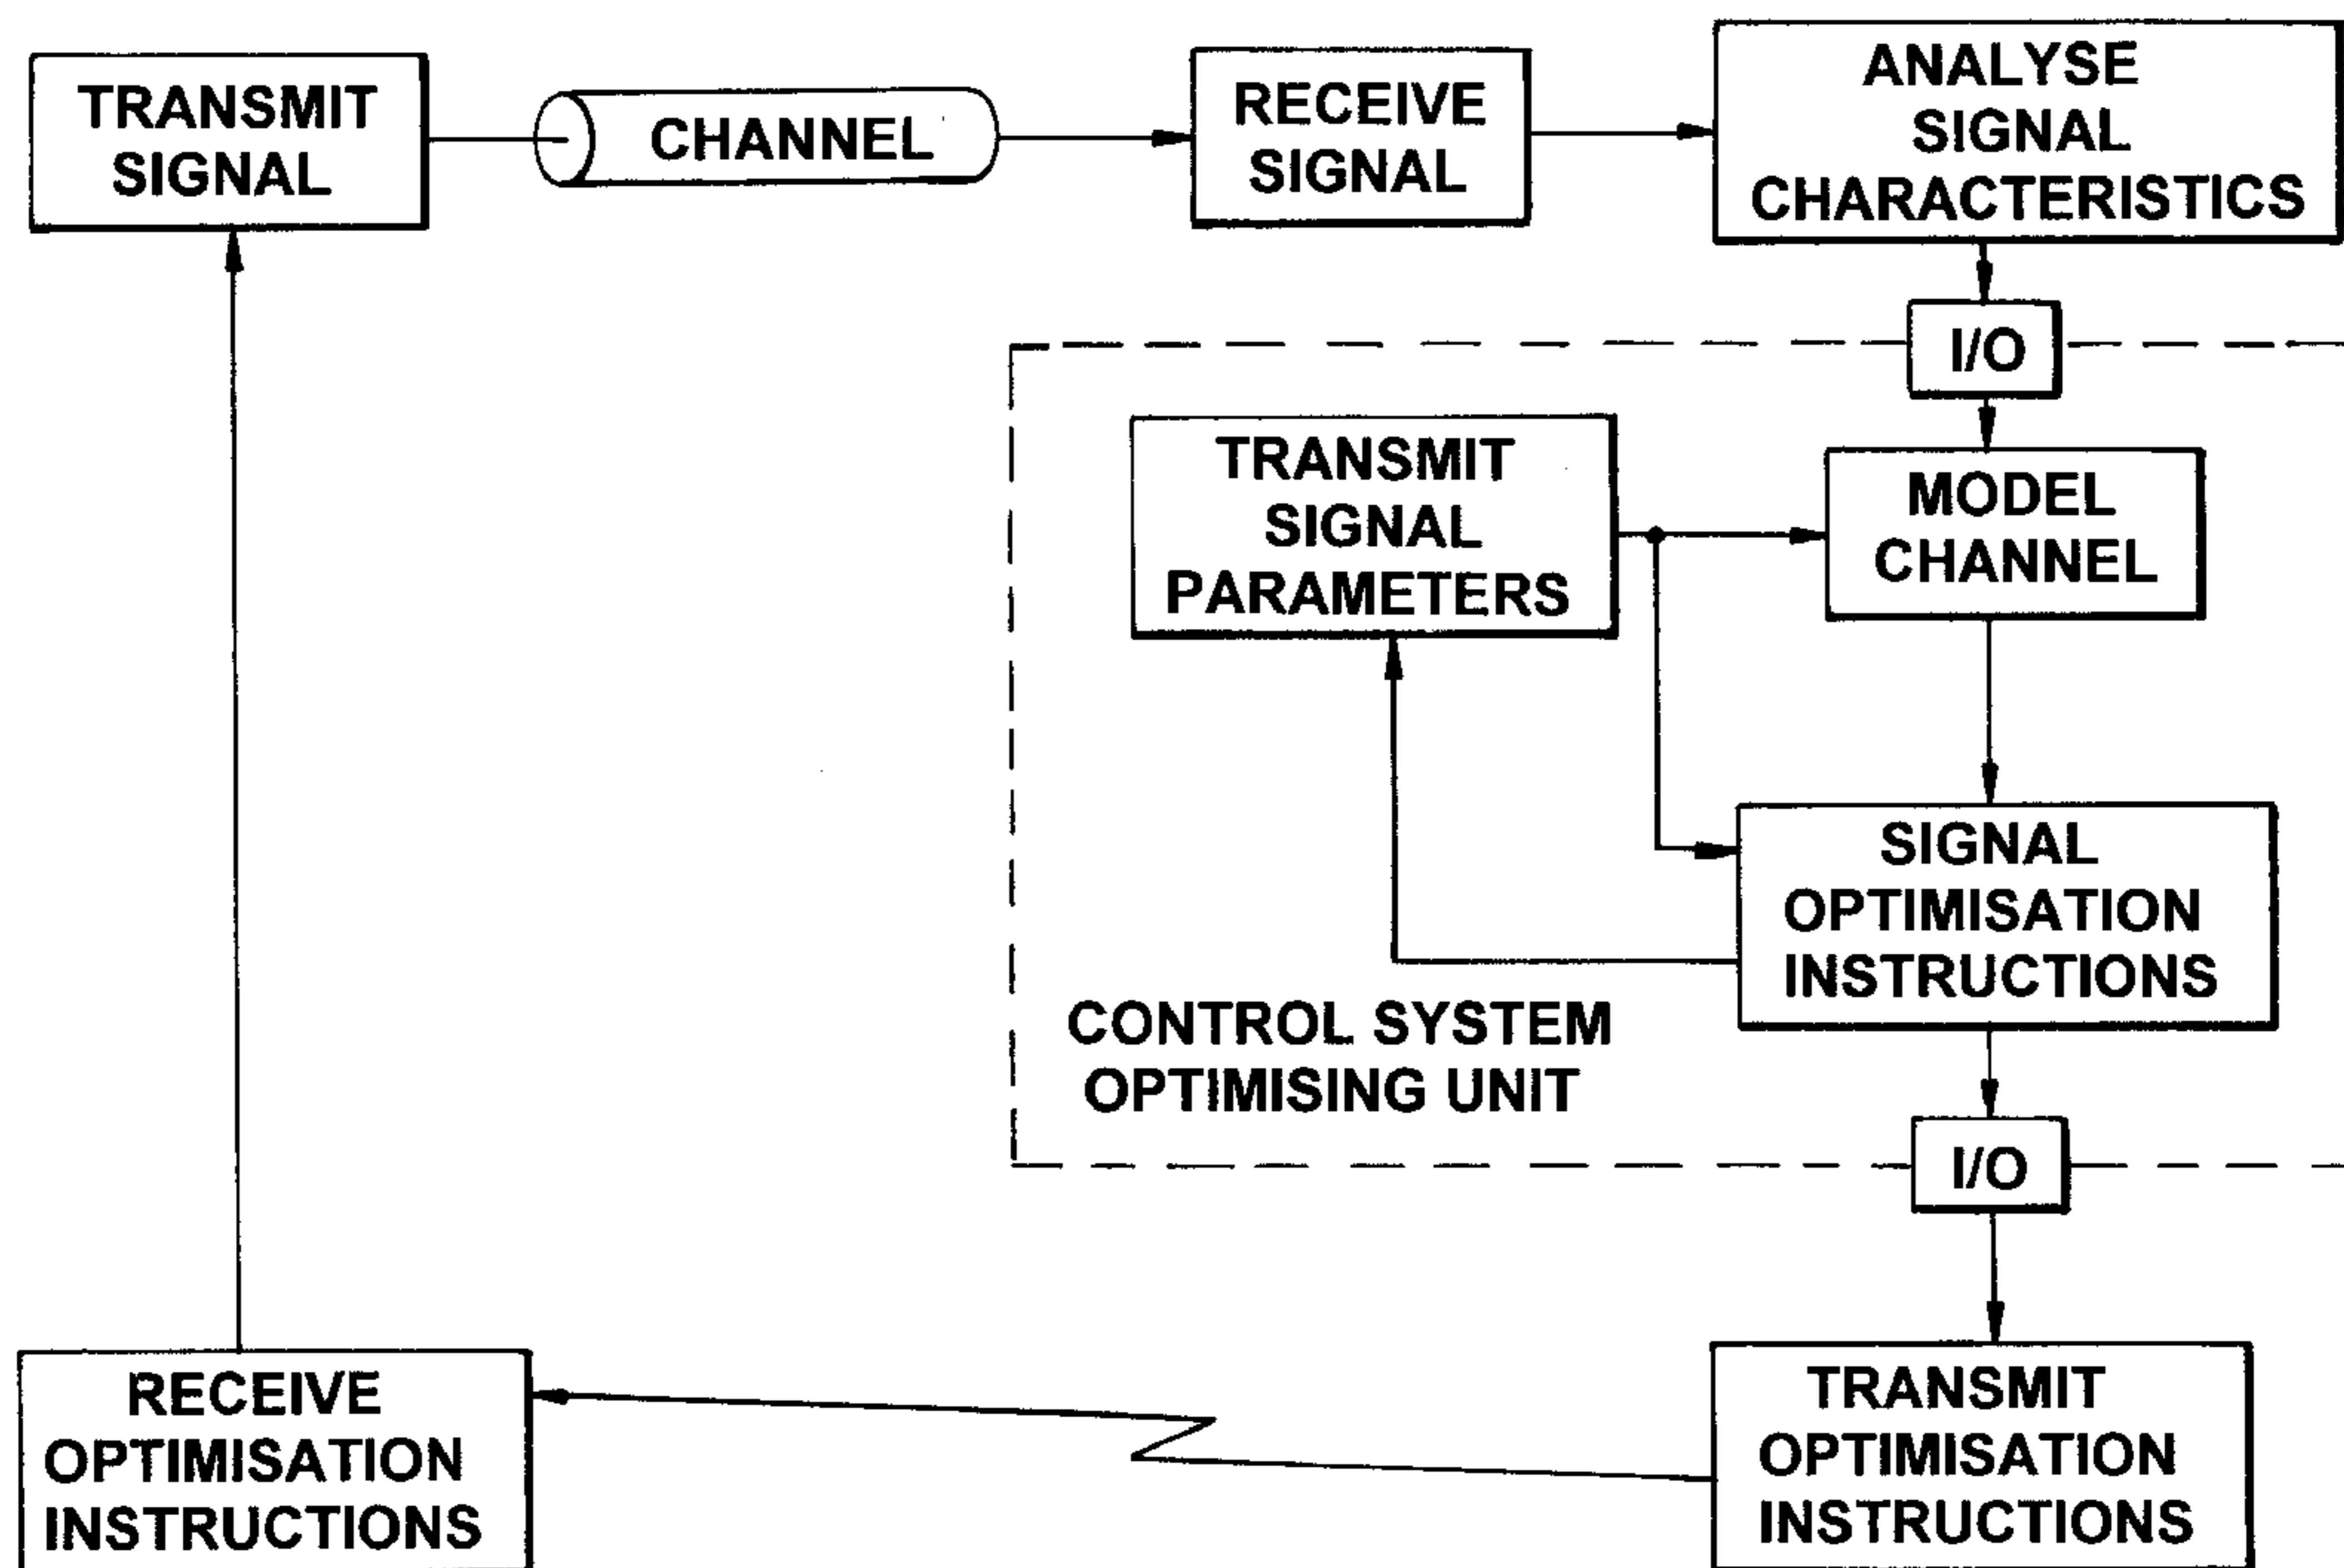 TRANSMIT
SIGNAL
CHANNEL
RECEIVE
SIGNAL
ANALYSE
SIGNAL
CHARACTERISTICS
I/O
TRANSMIT
SIGNAL
PARAMETERS
MODEL
CHANNEL
SIGNAL
OPTIMISATION
INSTRUCTIONS
CONTROL SYSTEM
OPTIMISING UNIT
I/O
RECEIVE
OPTIMISATION
INSTRUCTIONS
TRANSMIT
OPTIMISATION
INSTRUCTIONS